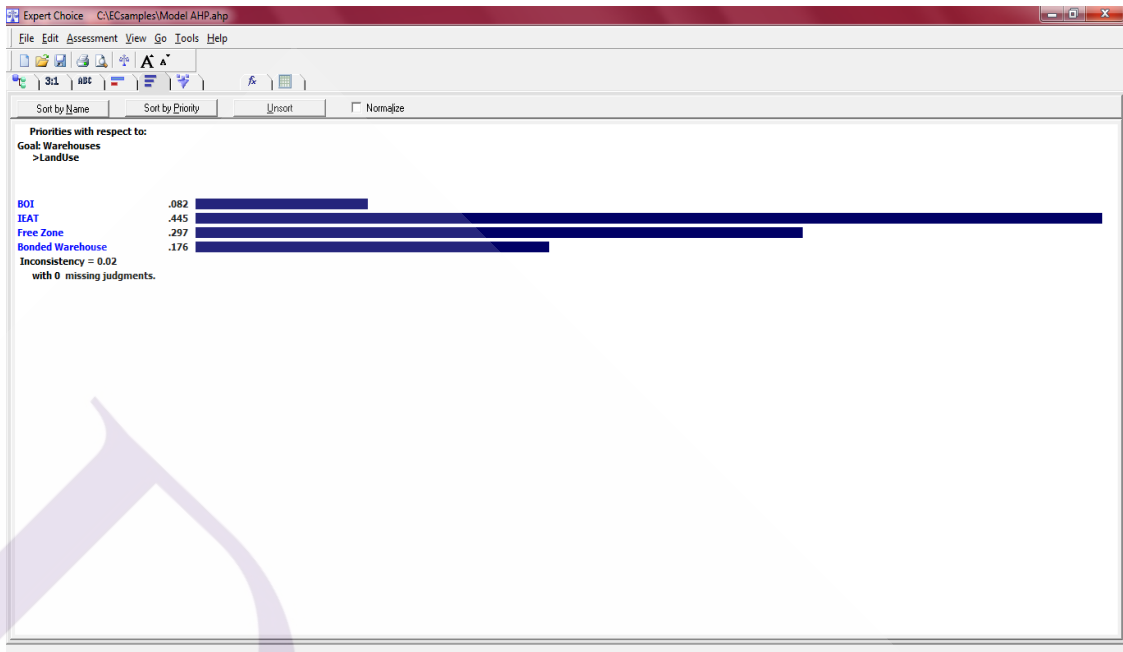 Expert Choice C:\ECsamples\Model AHP.ahp
File Edit Assessment View Go Tools Help
A A
3:1 ABC fx
Sort by Name Sort by Priority Unsort Normalize
Priorities with respect to:
Goal: Warehouses
>LandUse
BOI .082
IEAT .445
Free Zone .297
Bonded Warehouse .176
Inconsistency = 0.02
with 0 missing judgments.